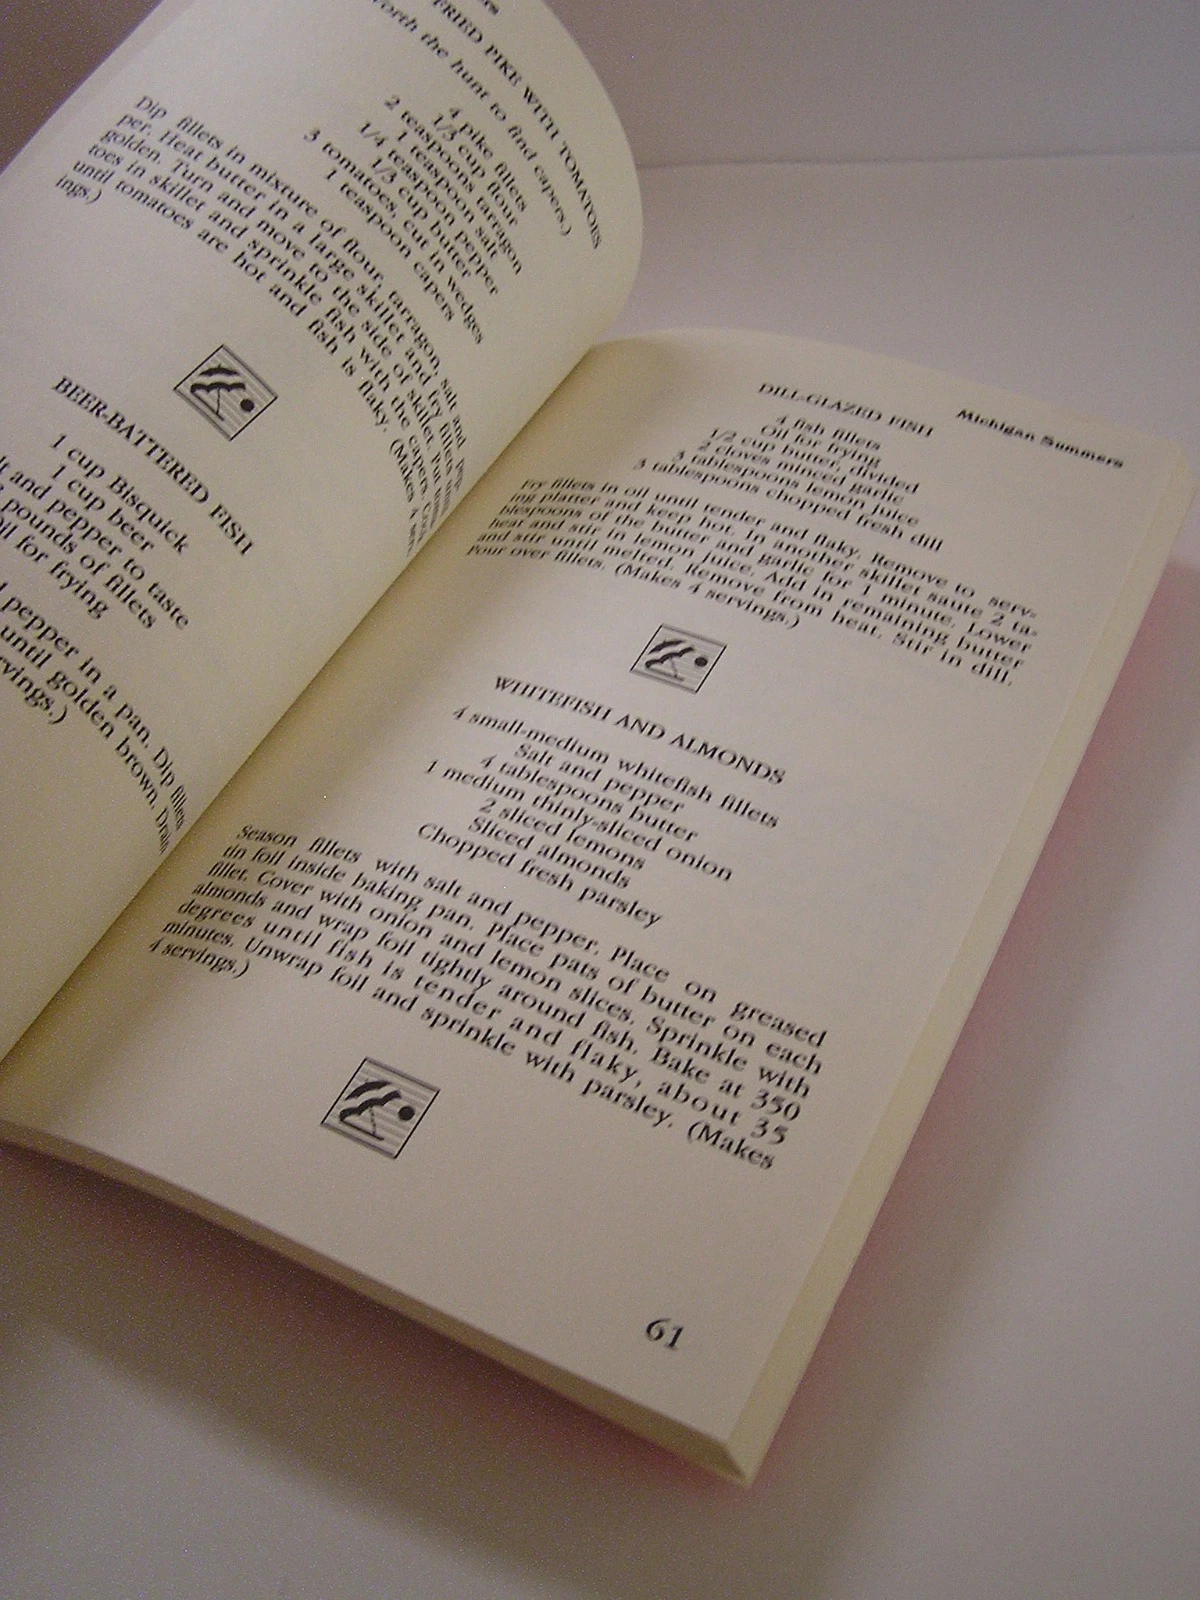 FRIED PIKE WITH TOMATOES
worth the hunt to find capers.)
4 pike fillets
1/3 cup flour
2 teaspoons tarragon
1 teaspoons salt
1/4 teaspoon pepper
1/3 cup butter
3 tomatoes, cut in wedges
1 teaspoon capers
Dip fillets in mixture of flour, tarragon, salt and pep-
per. Heat butter in a large skillet and fry fillets until
golden. Turn and move to the side of skillet. Put toma-
toes in skillet and sprinkle fish with the capers. Cook
until tomatoes are hot and fish is flaky. (Makes 4 serv-
ings.)
BEER-BATTERED FISH
1 cup Bisquick
1 cup beer
and pepper to taste
pounds of fillets
for frying
pepper in a pan. Dip fillets
until golden brown. Drain
Michigan Summers
DILL-GLAZED FISH
4 fish fillets
Oil for frying
1/2 cup butter, divided
2 cloves minced garlic
3 tablespoons lemon juice
3 tablespoons chopped fresh dill
Fry fillets in oil until tender and flaky. Remove to serv-
ing platter and keep hot. In another skillet saute 2 ta-
blespoons of the butter and garlic for 1 minute. Lower
heat and stir in lemon juice. Add in remaining butter
and stir until melted. Remove from heat. Stir in dill.
Pour over fillets. (Makes 4 servings.)
WHITEFISH AND ALMONDS
4 small-medium whitefish fillets
Salt and pepper
4 tablespoons butter
1 medium thinly-sliced onion
2 sliced lemons
Sliced almonds
Chopped fresh parsley
Season fillets with salt and pepper. Place on greased
tin foil inside baking pan. Place pats of butter on each
fillet. Cover with onion and lemon slices. Sprinkle with
almonds and wrap foil tightly around fish. Bake at 350
degrees until fish is tender and flaky, about 35
minutes. Unwrap foil and sprinkle with parsley. (Makes
4 servings.)
61